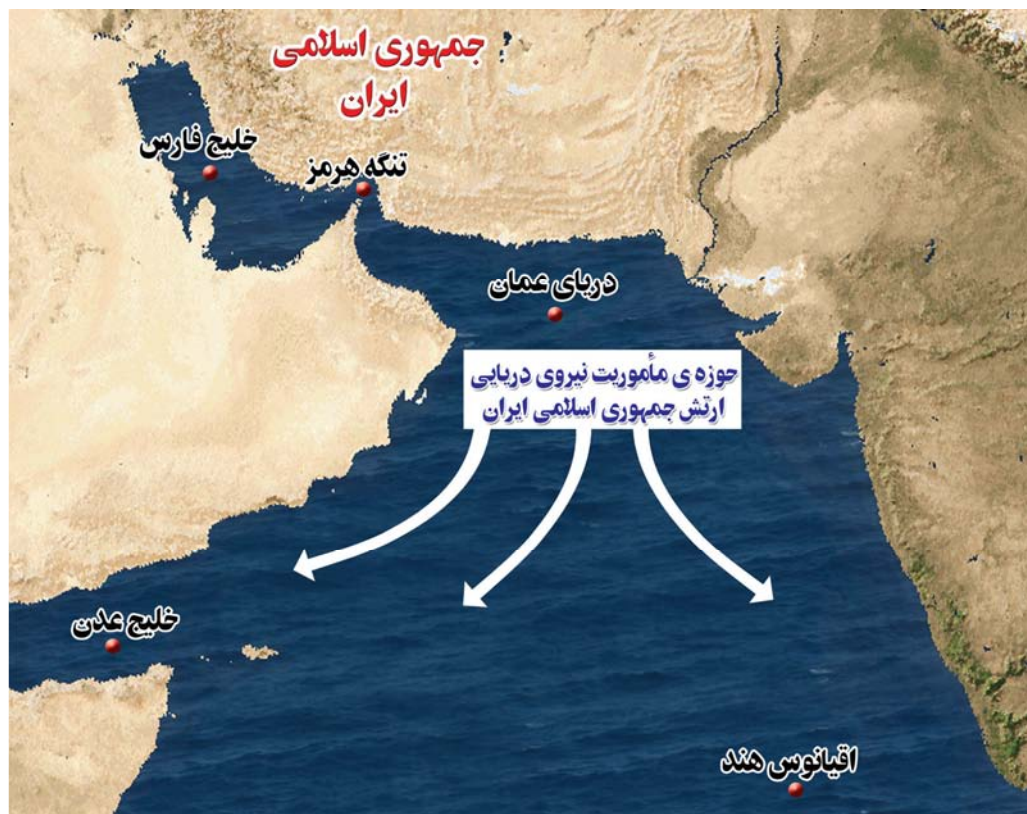 جمهوری اسلامی
ایران
خلیج فارس
تنگه هرمز
دریای عمان
حوزه ی مأموریت نیروی دریایی
ارتش جمهوری اسلامی ایران
خلیج عدن
اقیانوس هند